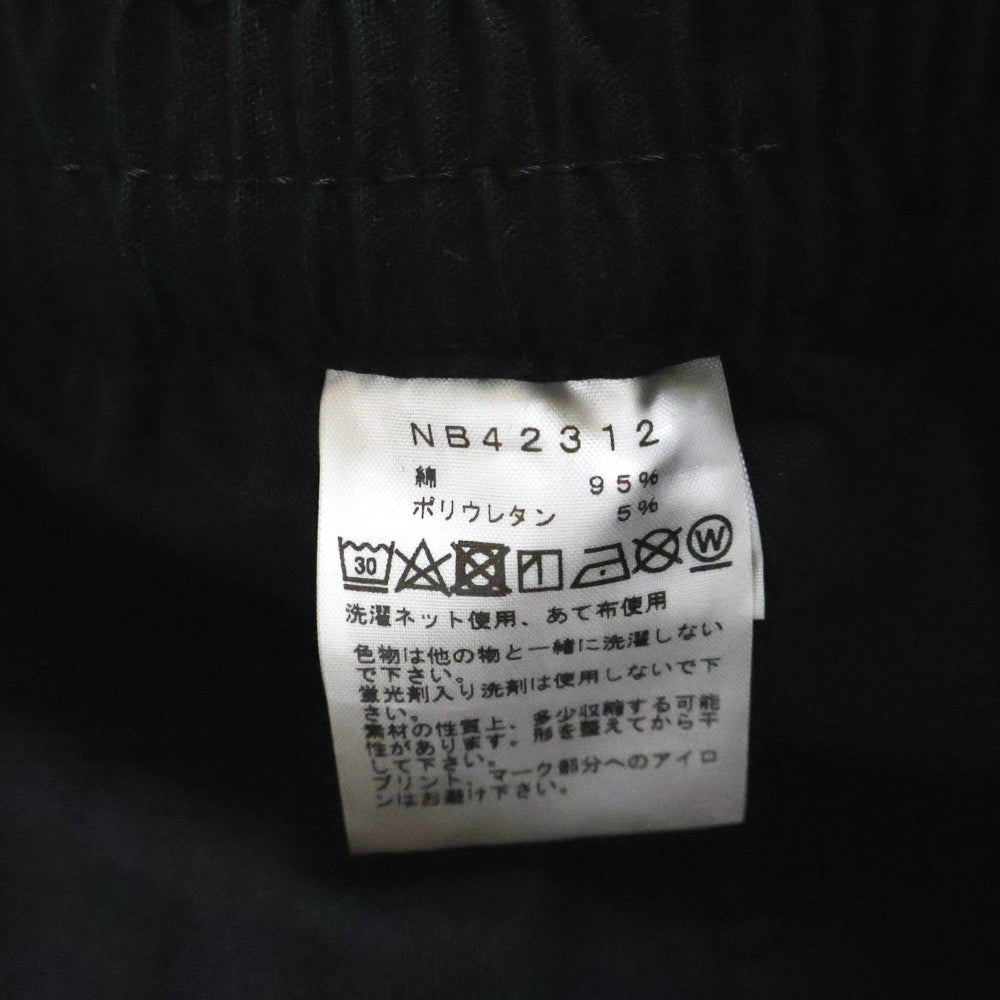 NB42312
綿 95%
ポリウレタン 5%
30 W
洗濯ネット使用、あて布使用
色物は他の物と一緒に洗濯しない
で下さい。
蛍光剤入り洗剤は使用しないで下
さい。
素材の性質上、多少収縮する可能
性があります。形を整えてから干
して下さい。
プリント、マーク部分へのアイロ
ンはお避け下さい。